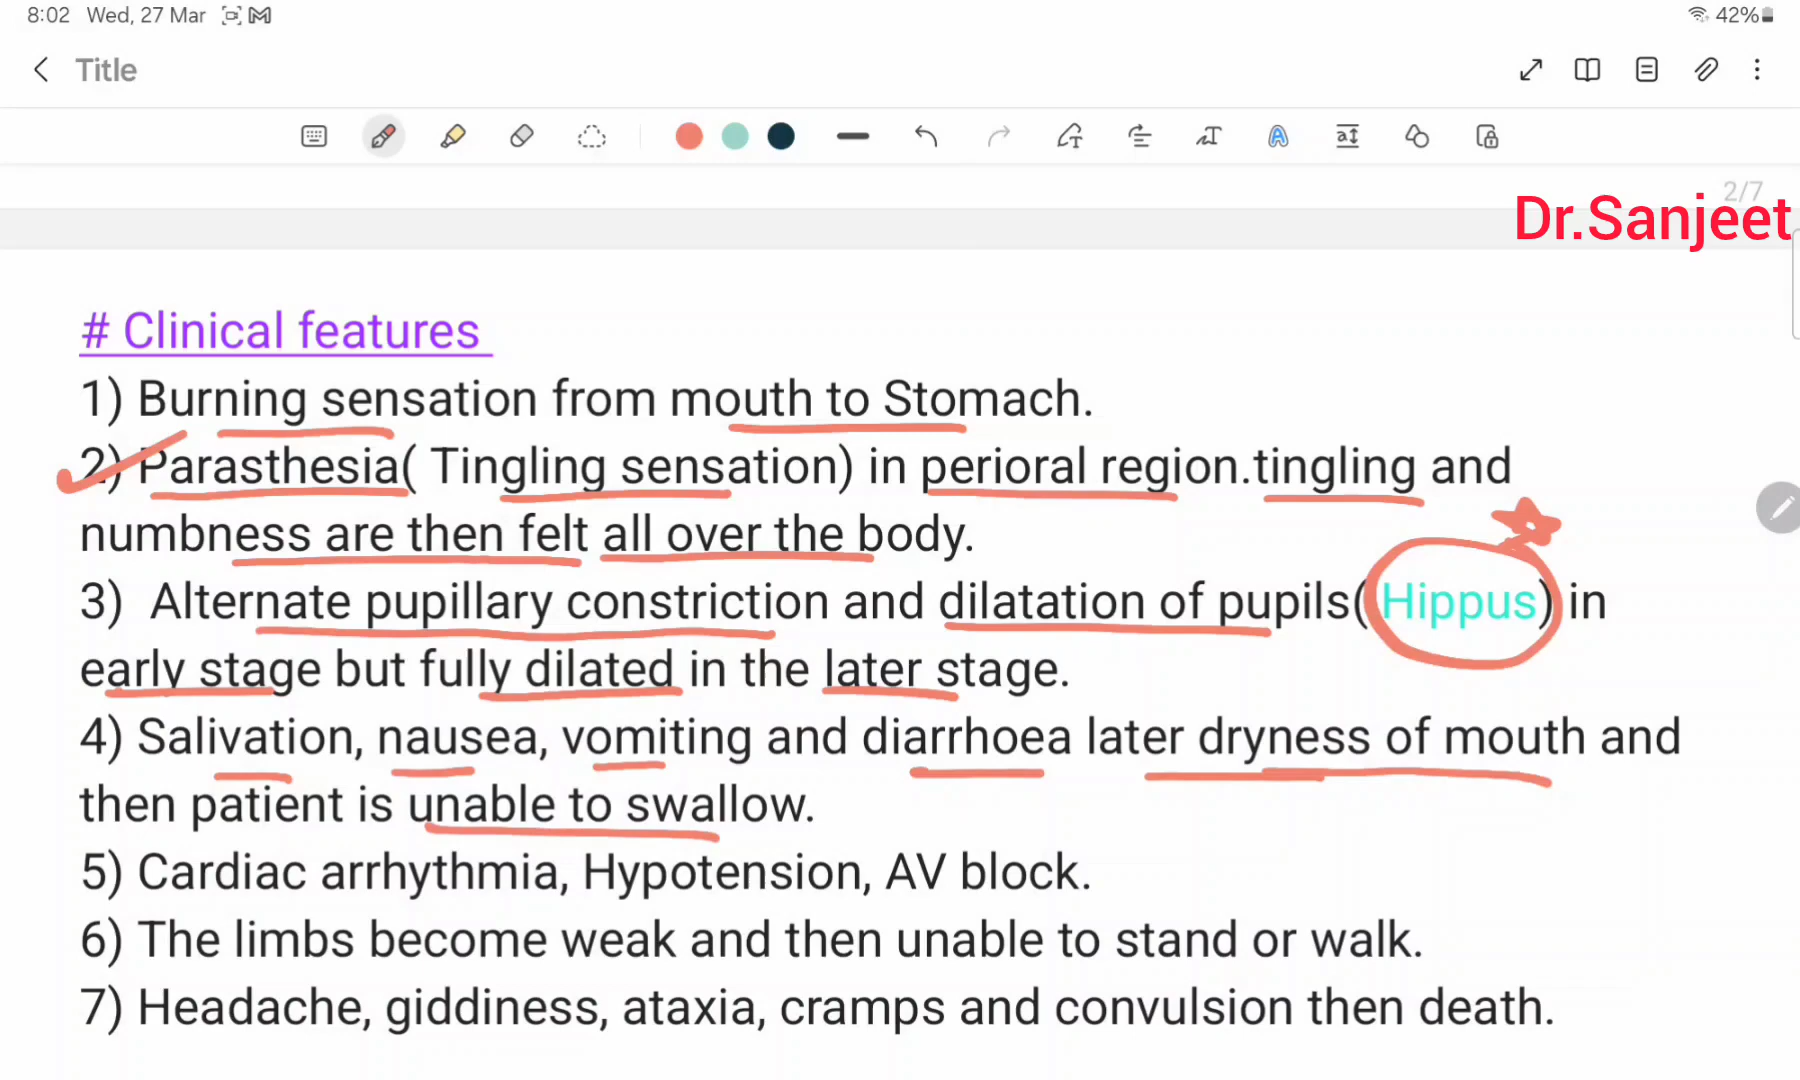 8:02 Wed, 27 Mar 42%
Title
2/7
Dr.Sanjeet
# Clinical features
1) Burning sensation from mouth to Stomach.
2) Parasthesia( Tingling sensation) in perioral region.tingling and
numbness are then felt all over the body.
3) Alternate pupillary constriction and dilatation of pupils( Hippus) in
early stage but fully dilated in the later stage.
4) Salivation, nausea, vomiting and diarrhoea later dryness of mouth and
then patient is unable to swallow.
5) Cardiac arrhythmia, Hypotension, AV block.
6) The limbs become weak and then unable to stand or walk.
7) Headache, giddiness, ataxia, cramps and convulsion then death.